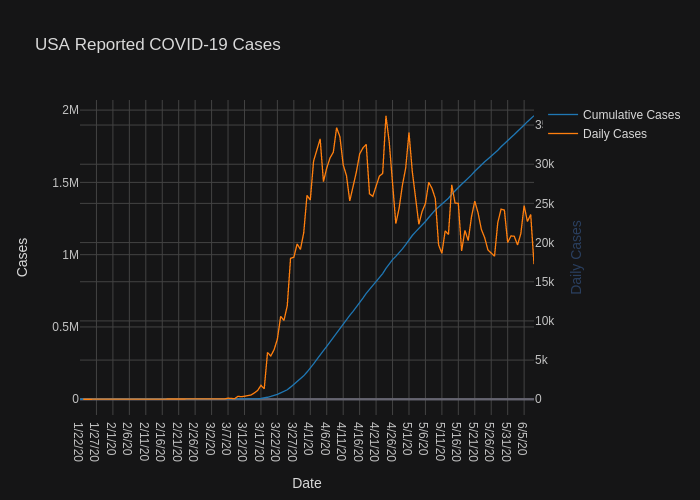 USA Reported COVID-19 Cases
Cumulative Cases
Daily Cases
2M
1.5M
1M
0.5M
0
Cases
30k
25k
20k
15k
10k
5k
0
Daily Cases
1/22/20
1/27/20
2/1/20
2/6/20
2/11/20
2/16/20
2/21/20
2/26/20
3/2/20
3/7/20
3/12/20
3/17/20
3/22/20
3/27/20
4/1/20
4/6/20
4/11/20
4/16/20
4/21/20
4/26/20
5/1/20
5/6/20
5/11/20
5/16/20
5/21/20
5/26/20
5/31/20
6/5/20
Date